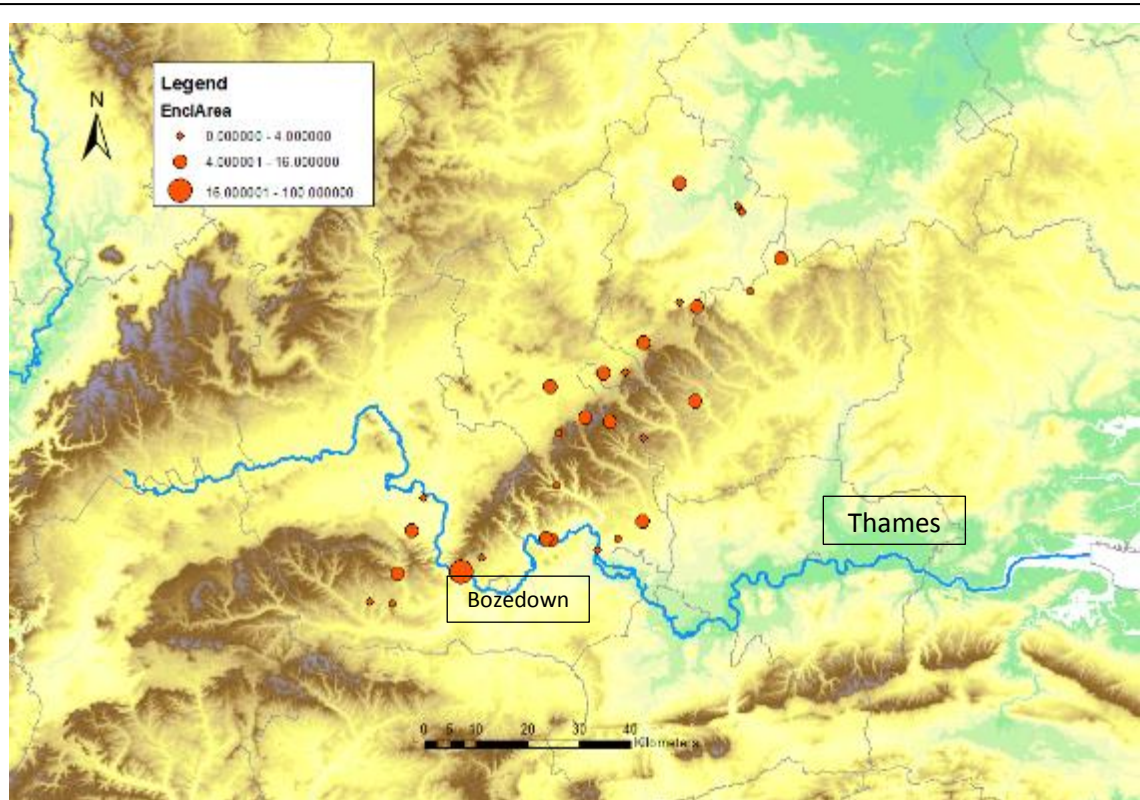 Legend
N
EnclArea
0.000000 - 4.000000
4.000001 - 16.000000
16.000001 - 100.000000
Thames
Bozedown
0 5 10 20 30 40
Kilometers